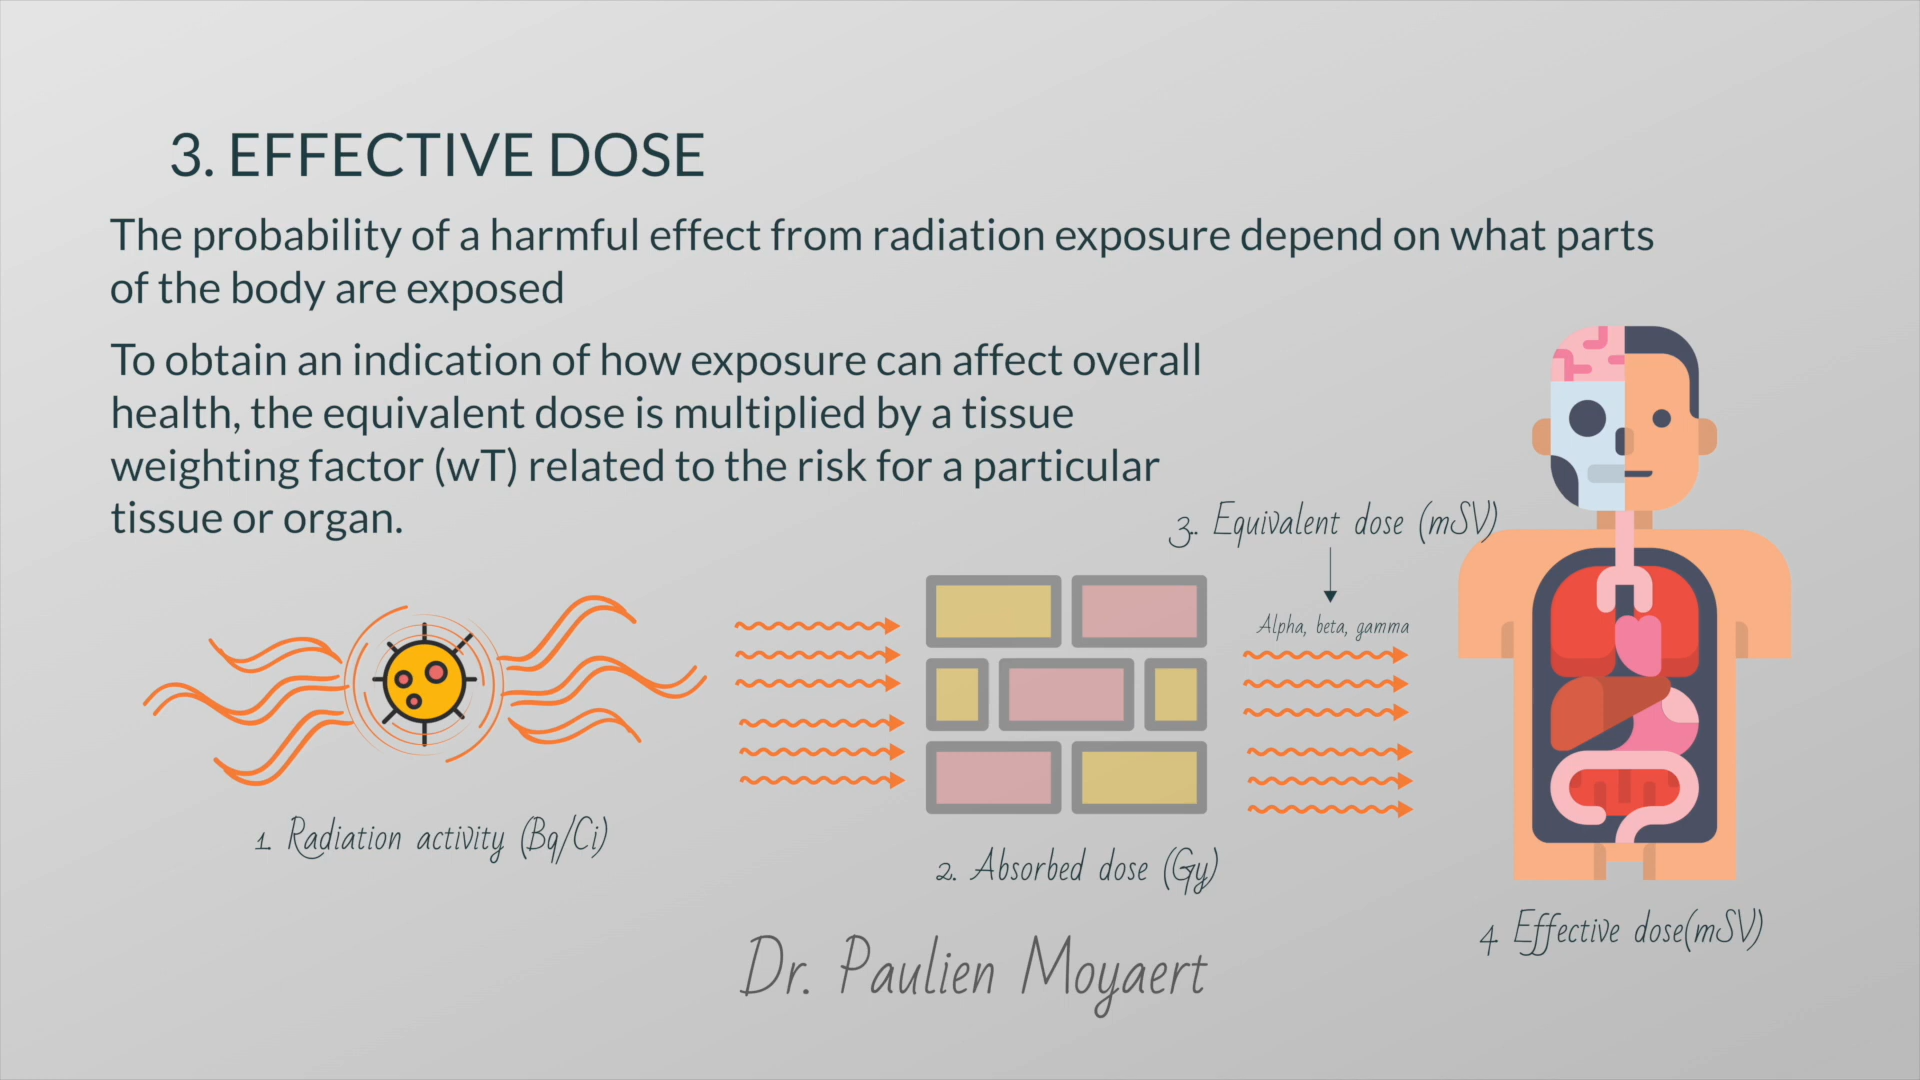 3. EFFECTIVE DOSE
The probability of a harmful effect from radiation exposure depend on what parts
of the body are exposed
To obtain an indication of how exposure can affect overall
health, the equivalent dose is multiplied by a tissue
weighting factor (wT) related to the risk for a particular
tissue or organ.
3.. Equivalent dose (mSV)
Alpha, beta, gamma
1. Radiation activity (Bq/Ci)
2. Absorbed dose (Gy)
4 Effective dose(mSV)
Dr. Paulien Moyaert